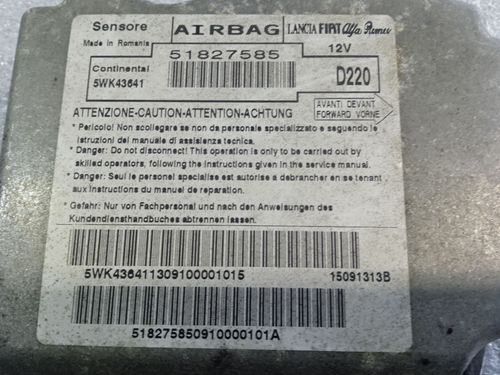 Sensore AIRBAG LANCIA FIAT Alfa Romeo
Made in Romania 51827585 12V
Continental
5WK43641 D220
ATTENZIONE-CAUTION-ATTENTION-ACHTUNG
AVANTI DEVANT
FORWARD VORNE
* Pericolo! Non scollegare se non da personale specializzato e seguendo le
istruzioni del manuale di assistenza tecnica.
* Danger: Do not disconnect! This operation is only to be carried out by
skilled operators, following the instructions given in the service manual.
* Danger: Seul le personel specialise est autorise a debrancher en se tenant
aux instructions du manuel de reparation.
* Gefahr: Nur von Fachpersonal und nach den Anweisungen des
Kundendiensthandbuches abtrennen lassen.
5WK436411309100001015 15091313B
518275850910000101A